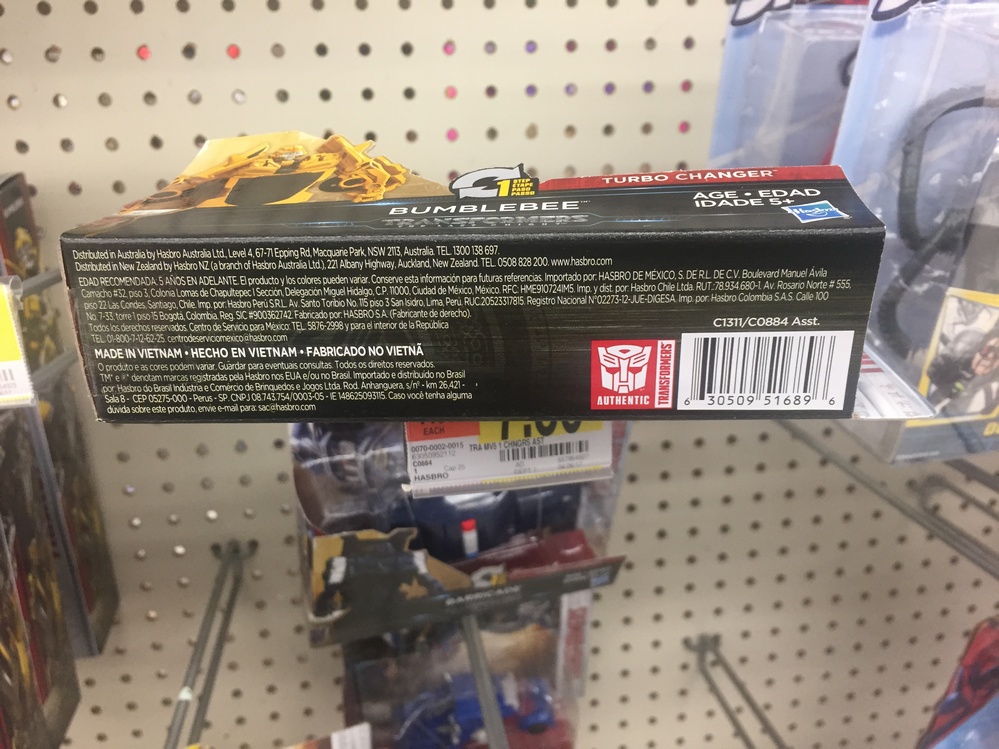 1
STEP
ETAPE
PASO
PASSO
TURBO CHANGER™
BUMBLEBEE™
TRANSFORMERS
AGE • EDAD
IDADE 5+
Hasbro
Distributed in Australia by Hasbro Australia Ltd., Level 4, 67-71 Epping Rd, Macquarie Park, NSW 2113, Australia. TEL. 1300 138 697.
Distributed in New Zealand by Hasbro NZ (a branch of Hasbro Australia Ltd.), 221 Albany Highway, Auckland, New Zealand. TEL. 0508 828 200. www.hasbro.com
EDAD RECOMENDADA: 5 AÑOS EN ADELANTE. El producto y los colores pueden variar. Conserve esta información para futuras referencias. Importado por: HASBRO DE MÉXICO, S. DE R.L. DE C.V. Boulevard Manuel Ávila
Camacho #32, piso 3, Colonia Lomas de Chapultepec I Sección, Delegación Miguel Hidalgo, C.P. 11000, Ciudad de México, México. RFC: HME910724IM5. Imp. y dist. por: Hasbro Chile Ltda. RUT: 78.934.680-1. Av. Rosario Norte # 555,
piso 22 Las Condes, Santiago, Chile. Imp. por: Hasbro Perú S.R.L. Av. Santo Toribio No. 115 piso 3 San Isidro, Lima, Perú. RUC.20523317815. Registro Nacional N°02273-12-JUE-DIGESA. Imp. por: Hasbro Colombia S.A.S. Calle 100
No 7-33, torre 1 piso 15 Bogotá, Colombia. Reg. SIC #900362742. Fabricado por: HASBRO S.A. (Fabricante de derecho).
Todos los derechos reservados. Centro de Servicio para México: TEL. 5876-2998 y para el interior de la República
TEL. 01-800-712-62-25. centrodeserviciomexico@hasbro.com
C1311/C0884 Asst.
MADE IN VIETNAM • HECHO EN VIETNAM • FABRICADO NO VIETNÃ
O produto e as cores podem variar. Guardar para eventuais consultas. Todos os direitos reservados.
TM* e ®* denotam marcas registradas pela Hasbro nos EUA e/ou no Brasil. Importado e distribuído no Brasil
por: Hasbro do Brasil Indústria e Comércio de Brinquedos e Jogos Ltda. Rod. Anhanguera, s/nº - km 26,421 -
Sala 8 - CEP 05275-000 - Perus - SP. CNPJ 08.743.754/0003-05 - IE 148625093115. Caso você tenha alguma
dúvida sobre este produto, envie e-mail para: sac@hasbro.com
AUTHENTIC
TRANSFORMERS
6 30509 51689 6
EACH
0070-0002-0015
TRA MV5 1 CHNGRS AST
63050952112
C0884
Cap 25
1
HASBRO
BARRICADE